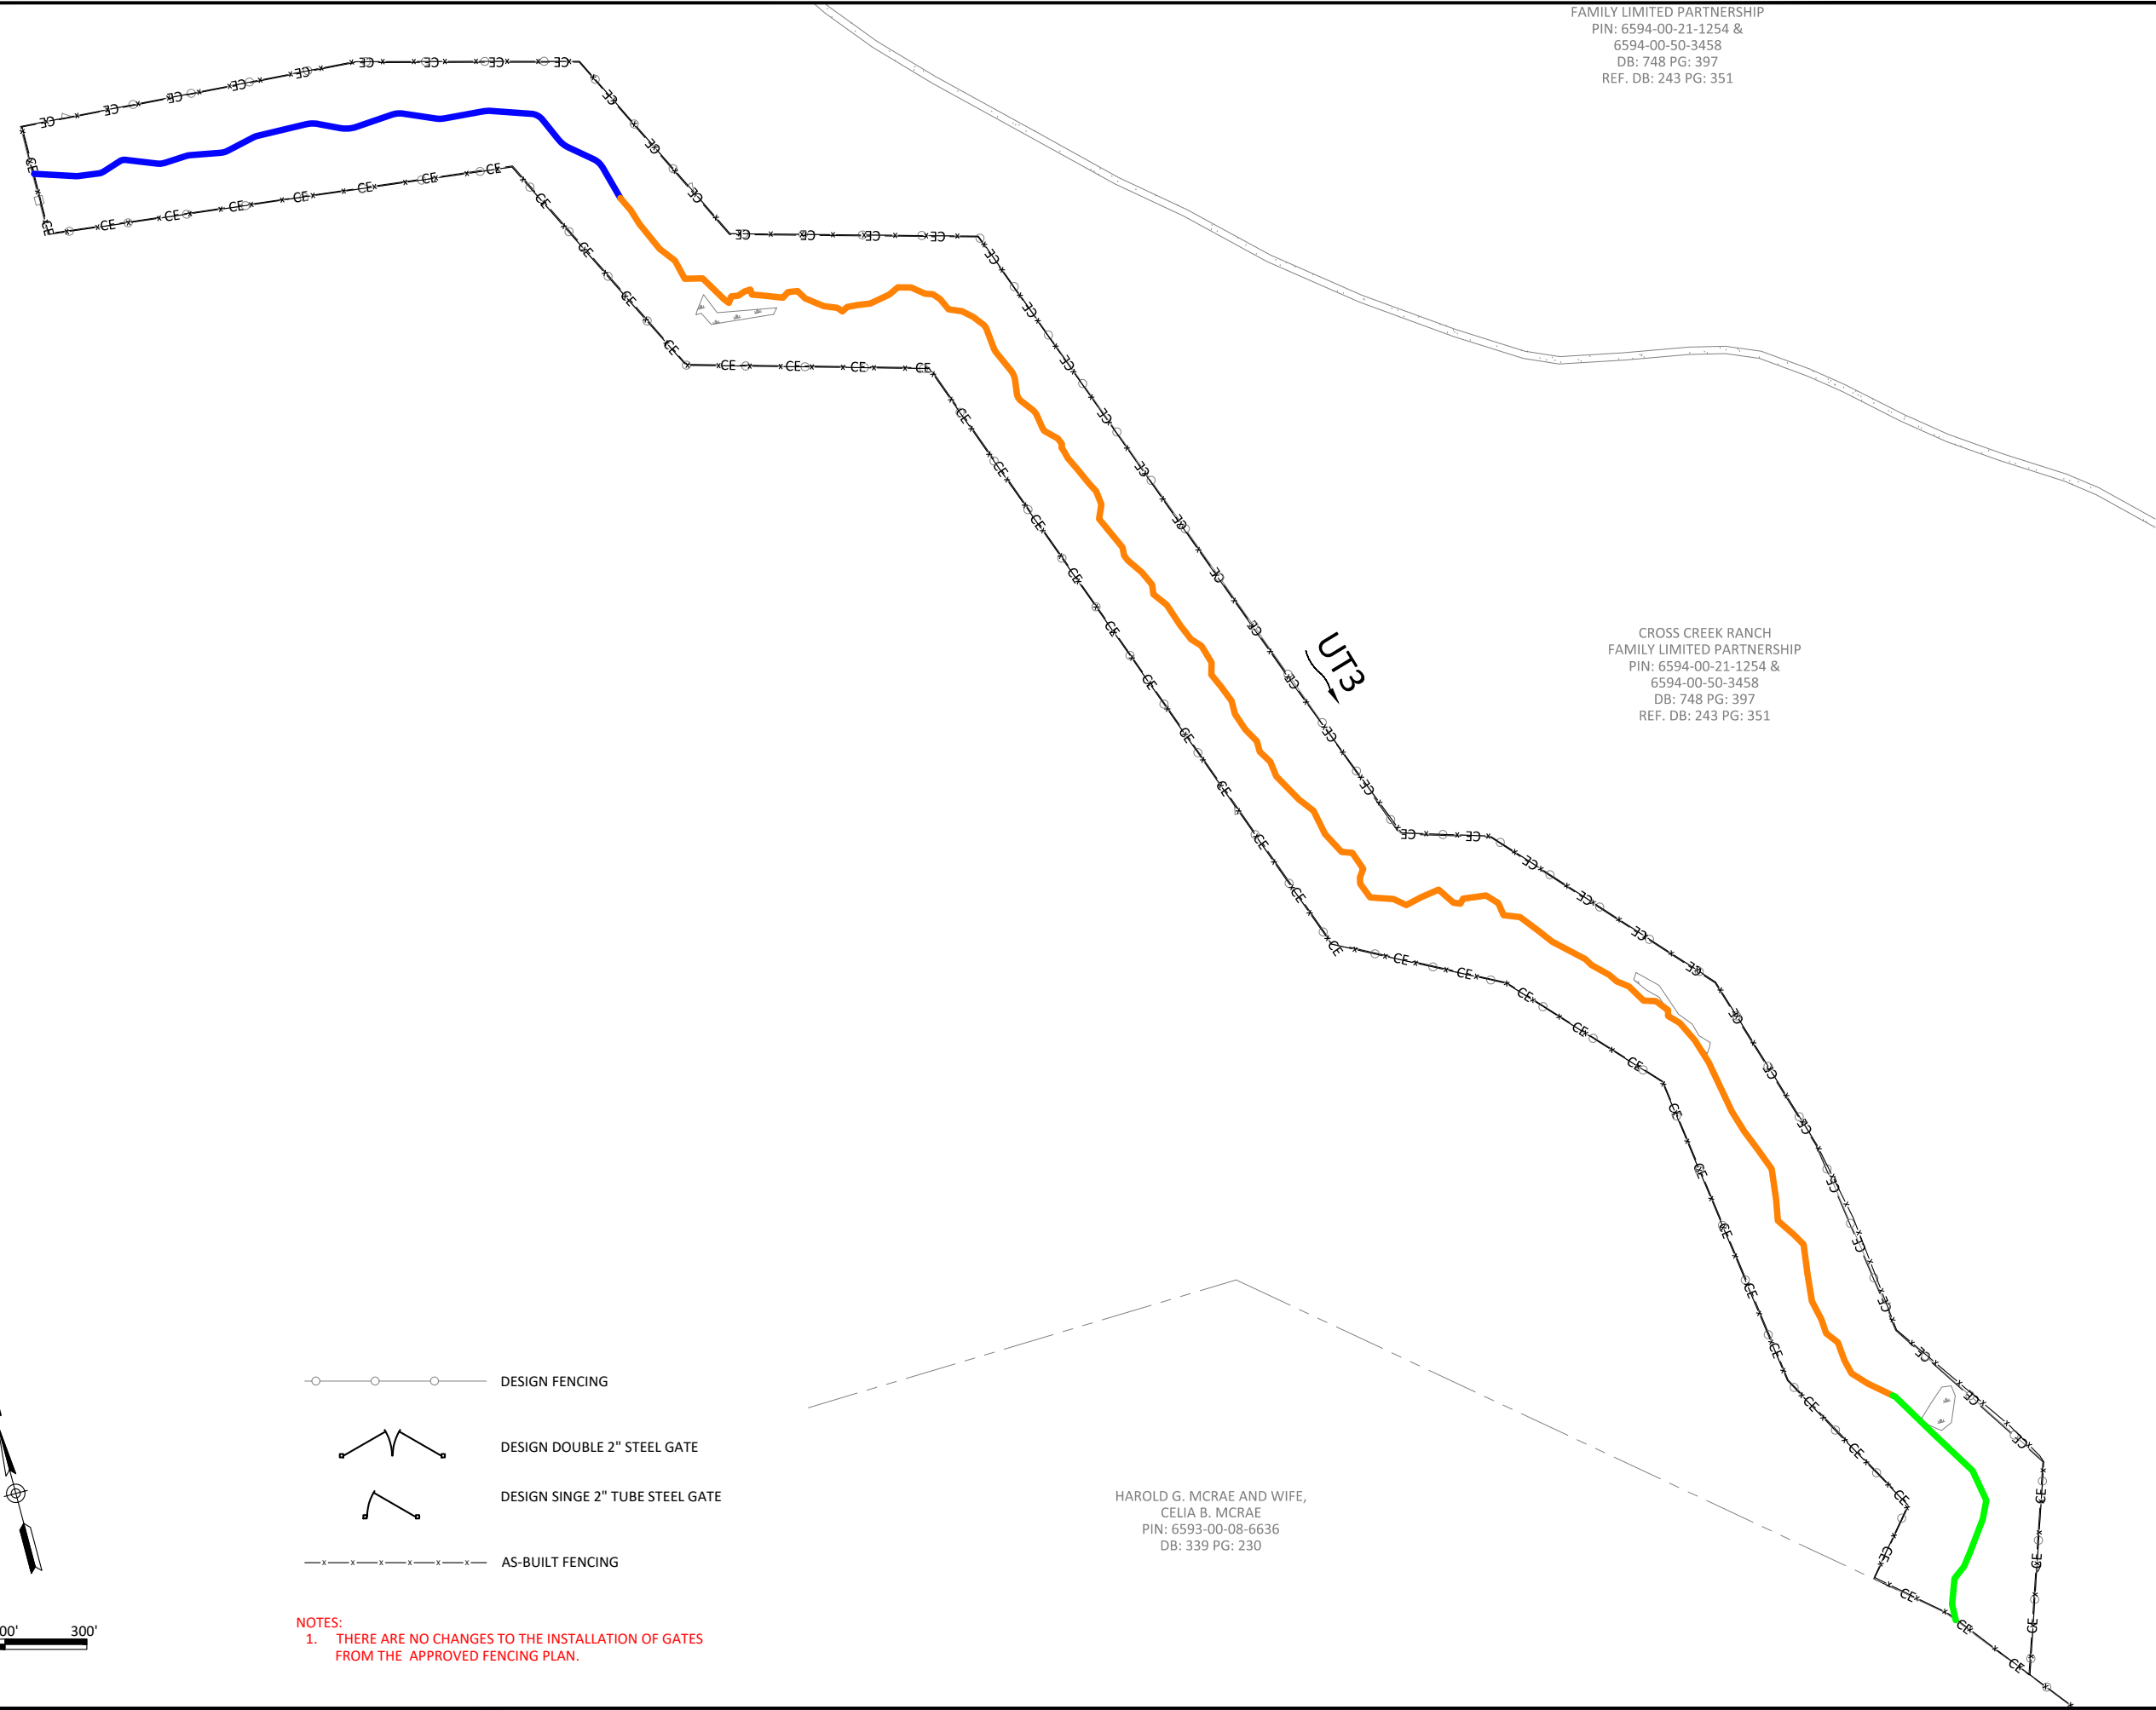 FAMILY LIMITED PARTNERSHIP
PIN: 6594-00-21-1254 &
6594-00-50-3458
DB: 748 PG: 397
REF. DB: 243 PG: 351
UT3
CROSS CREEK RANCH
FAMILY LIMITED PARTNERSHIP
PIN: 6594-00-21-1254 &
6594-00-50-3458
DB: 748 PG: 397
REF. DB: 243 PG: 351
DESIGN FENCING
DESIGN DOUBLE 2" STEEL GATE
DESIGN SINGE 2" TUBE STEEL GATE
AS-BUILT FENCING
HAROLD G. MCRAE AND WIFE,
CELIA B. MCRAE
PIN: 6593-00-08-6636
DB: 339 PG: 230
300'
NOTES:
1. THERE ARE NO CHANGES TO THE INSTALLATION OF GATES
FROM THE APPROVED FENCING PLAN.